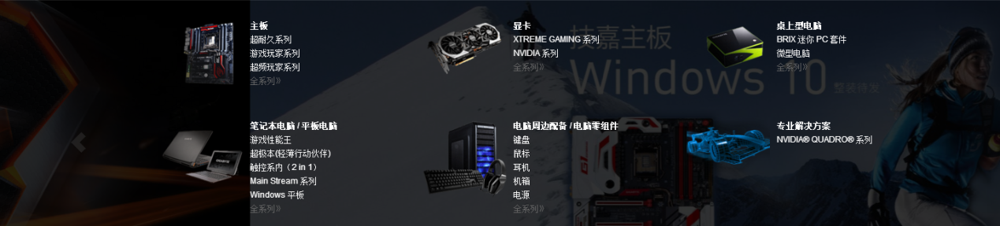 主板
超耐久系列
游戏玩家系列
超频玩家系列
全系列》
显卡
XTREME GAMING 系列
NVIDIA 系列
全系列》
桌上型电脑
BRIX 迷你 PC 套件
微型电脑
全系列》
技嘉主板
Windows 10
整装待发
笔记本电脑 / 平板电脑
游戏性能王
超极本(轻薄行动伙伴)
触控系内（2 in 1）
Main Stream 系列
Windows 平板
全系列》
电脑周边配备 / 电脑零组件
键盘
鼠标
耳机
机箱
电源
全系列》
专业解决方案
NVIDIA® QUADRO® 系列
G1